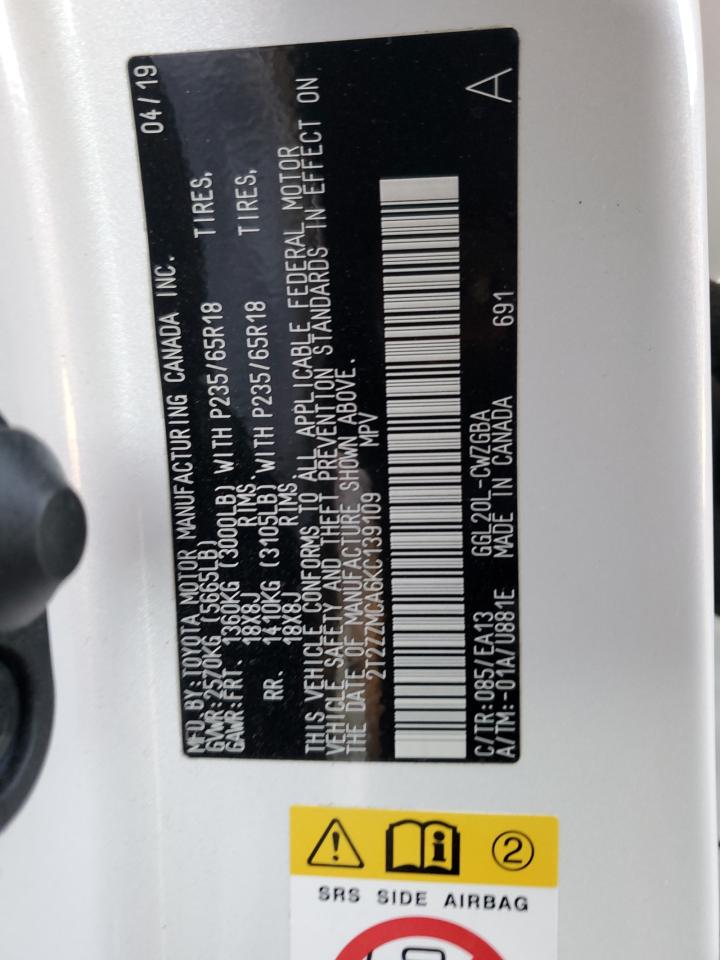 MFD. BY: TOYOTA MOTOR MANUFACTURING CANADA INC. 04/19
GVWR: 2570KG (5665LB)
GAWR: FRT. 1360KG (3000LB) WITH P235/65R18 TIRES,
18X8J RIMS.
RR. 1410KG (3105LB) WITH P235/65R18 TIRES,
18X8J RIMS.
THIS VEHICLE CONFORMS TO ALL APPLICABLE FEDERAL MOTOR
VEHICLE SAFETY AND THEFT PREVENTION STANDARDS IN EFFECT ON
THE DATE OF MANUFACTURE SHOWN ABOVE.
2T2ZZMCA6KC139109 MPV
C/TR: 085/EA13 GGL20L-CWZGBA
A/TM: -01A/U881E MADE IN CANADA 691 A
2
SRS SIDE AIRBAG